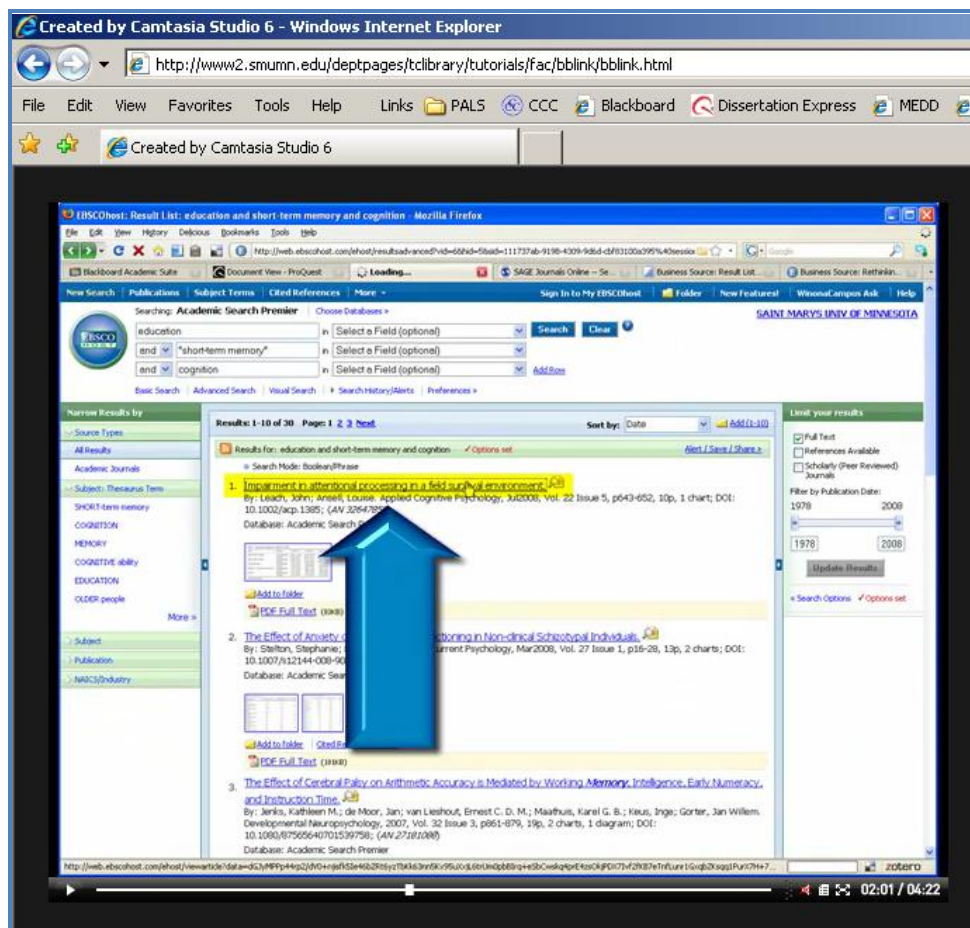 Created by Camtasia Studio 6 - Windows Internet Explorer
http://www2.smumn.edu/deptpages/tclibrary/tutorials/fac/bblink/bblink.html
File Edit View Favorites Tools Help Links PALS CCC Blackboard Dissertation Express MEDD
Created by Camtasia Studio 6
EBSCOhost: Result List: education and short-term memory and cognition - Mozilla Firefox
File Edit View History Delicious Bookmarks Tools Help
Blackboard Academic Suite Document View - ProQuest Loading... SAGE Journals Online -- Se... Business Source: Result List... Business Source: Rethinkin...
New Search Publications Subject Terms Cited References More Sign In to My EBSCOhost Folder New Features! WinonaCampus Ask Help
Searching: Academic Search Premier Choose Databases » SAINT MARYS UNIV OF MINNESOTA
EBSCO HOST
education in Select a Field (optional) Search Clear
and "short-term memory" in Select a Field (optional)
and cognition in Select a Field (optional) Add Row
Basic Search Advanced Search Visual Search Search History/Alerts Preferences »
Narrow Results by
Source Types
All Results
Academic Journals
Subject: Thesaurus Term
SHORT-term memory
COGNITION
MEMORY
COGNITIVE ability
EDUCATION
OLDER people
More »
Subject
Publication
NAICS/Industry
Results: 1-10 of 30 Page: 1 2 3 Next Sort by: Date Add (1-10)
Results for: education and short-term memory and cognition ✓Options set Alert / Save / Share »
Search Mode: Boolean/Phrase
1. Impairment in attentional processing in a field survival environment.
By: Leach, John; Ansell, Louise. Applied Cognitive Psychology, Jul2008, Vol. 22 Issue 5, p643-652, 10p, 1 chart; DOI:
10.1002/acp.1385; (AN
Database: Academic Search
Add to folder
PDF Full Text
2. The Effect of Anxiety in Non-clinical Schizotypal Individuals.
By: Stelton, Stephanie; Current Psychology, Mar2008, Vol. 27 Issue 1, p16-28, 13p, 2 charts; DOI:
10.1007/s12144-008-90
Database: Academic
Add to folder Cited
PDF Full Text
3. The Effect of Cerebral Palsy on Arithmetic Accuracy is Mediated by Working Memory, Intelligence, Early Numeracy,
and Instruction Time.
By: Jenks, Kathleen M.; de Moor, Jan; van Lieshout, Ernest C. D. M.; Maathuis, Karel G. B.; Keus, Inge; Gorter, Jan Willem.
Developmental Neuropsychology, 2007, Vol. 32 Issue 3, p861-879, 19p, 2 charts, 1 diagram; DOI:
10.1080/87565640701539758; (AN 27181088)
Database: Academic Search Premier
Limit your results
Full Text
References Available
Scholarly (Peer Reviewed)
Journals
Filter by Publication Date:
1978 2008
1978 2008
Update Results
« Search Options ✓Options set
zotero
02:01 / 04:22